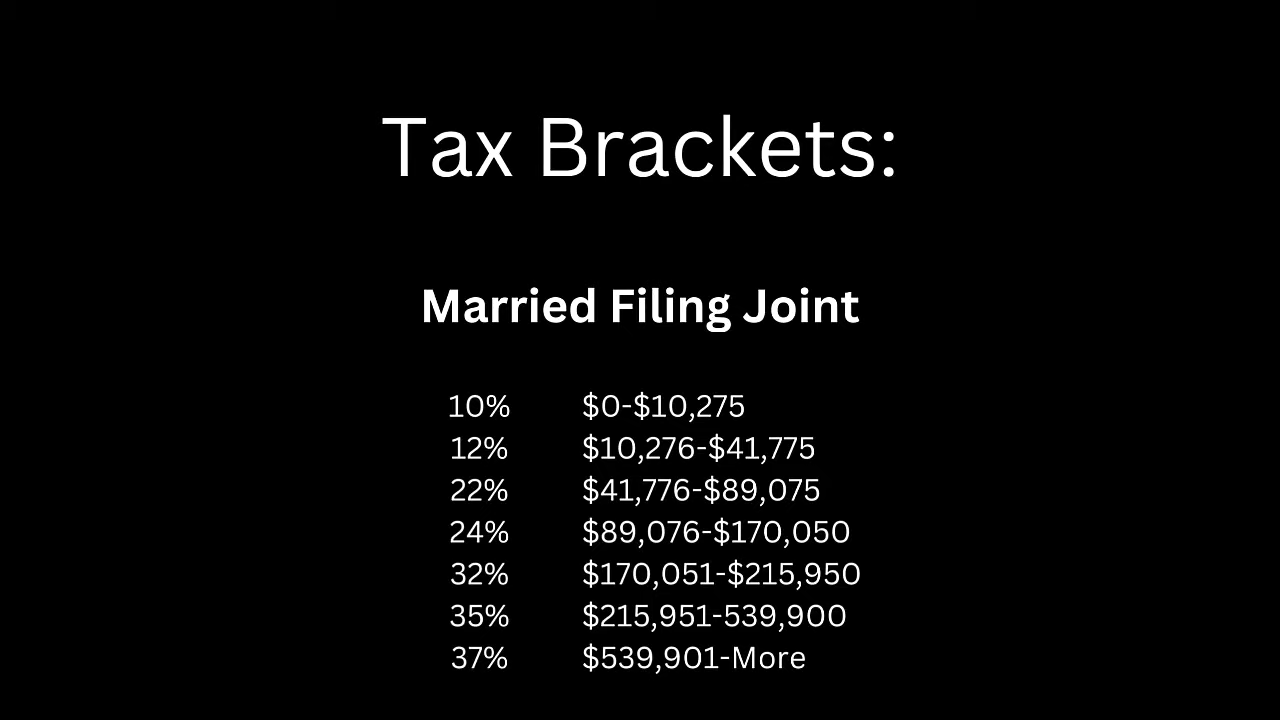 Tax Brackets:
Married Filing Joint
10% $0-$10,275
12% $10,276-$41,775
22% $41,776-$89,075
24% $89,076-$170,050
32% $170,051-$215,950
35% $215,951-539,900
37% $539,901-More